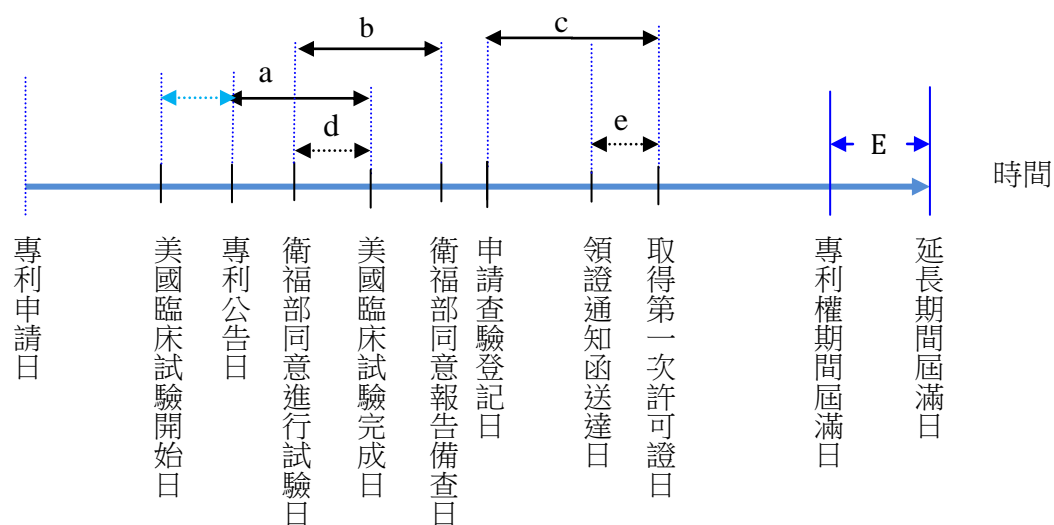 b
c
a
d
e
E
時間
專利申請日
美國臨床試驗開始日
專利公告日
衛福部同意進行試驗日
美國臨床試驗完成日
衛福部同意報告備查日
申請查驗登記日
領證通知函送達日
取得第一次許可證日
專利權期間屆滿日
延長期間屆滿日